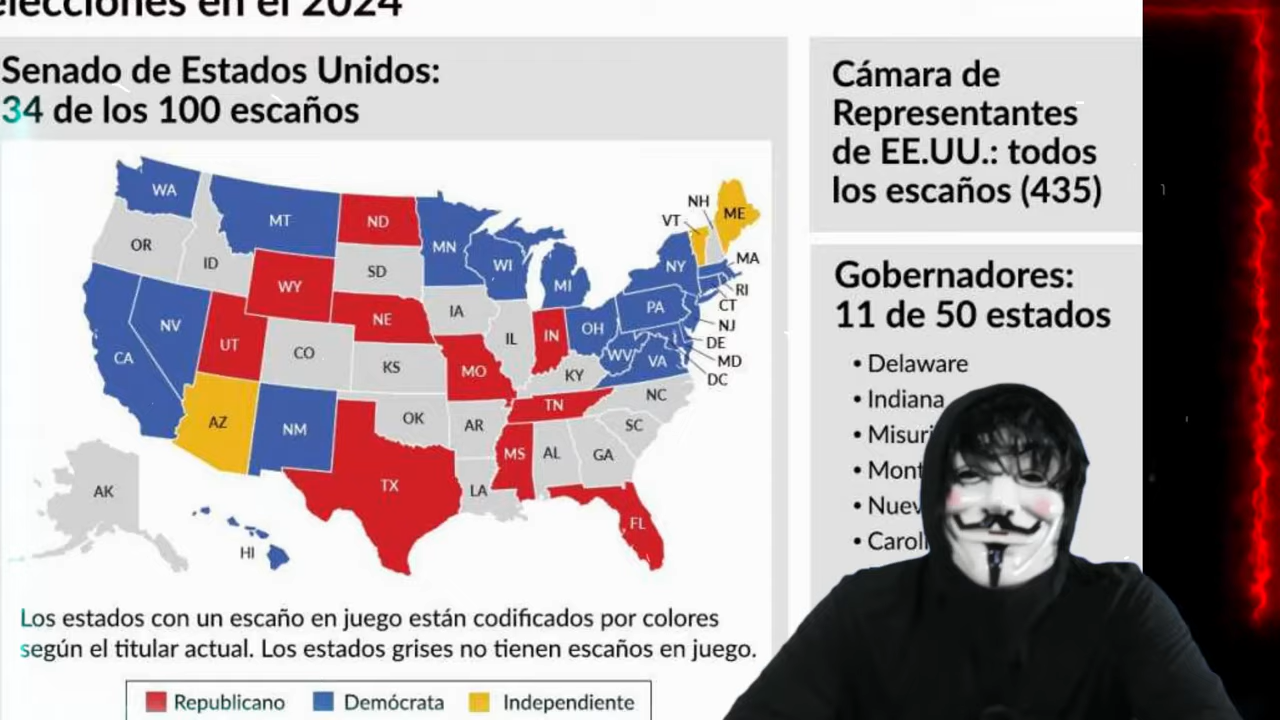 elecciones en el 2024
Senado de Estados Unidos:
34 de los 100 escaños
WA
MT
ND
OR
ID
WY
SD
MN
WI
MI
NY
VT
NH
ME
MA
RI
CT
NJ
DE
MD
DC
PA
NV
UT
CO
NE
KS
IA
IL
IN
OH
WV
VA
KY
CA
AZ
NM
OK
MO
AR
TN
NC
SC
MS
AL
GA
TX
LA
FL
AK
HI
Los estados con un escaño en juego están codificados por colores
según el titular actual. Los estados grises no tienen escaños en juego.
Republicano
Demócrata
Independiente
Cámara de
Representantes
de EE.UU.: todos
los escaños (435)
Gobernadores:
11 de 50 estados
• Delaware
• Indiana
• Misuri
• Mont
• Nuev
• Caroli